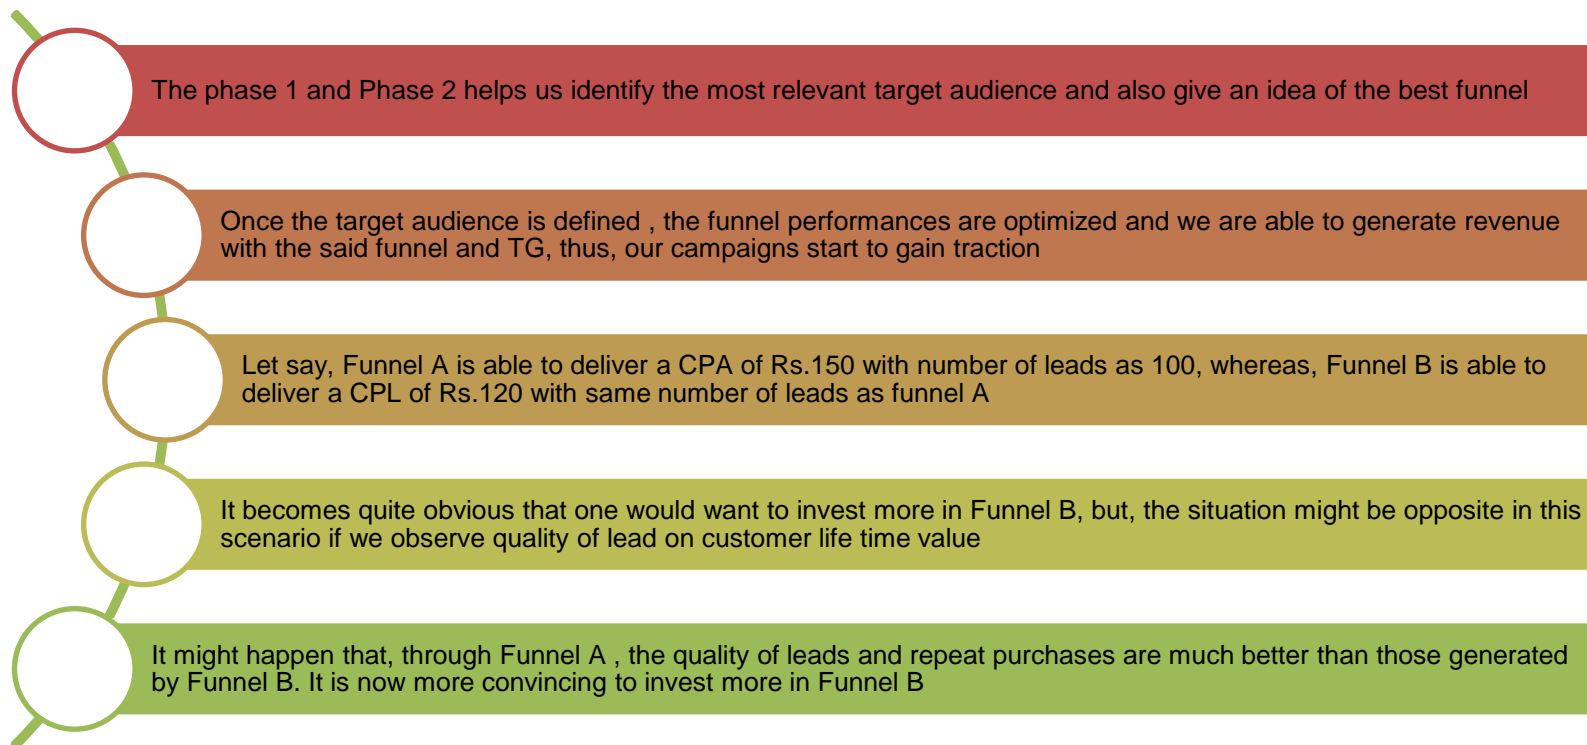 The phase 1 and Phase 2 helps us identify the most relevant target audience and also give an idea of the best funnel
Once the target audience is defined , the funnel performances are optimized and we are able to generate revenue
with the said funnel and TG, thus, our campaigns start to gain traction
Let say, Funnel A is able to deliver a CPA of Rs.150 with number of leads as 100, whereas, Funnel B is able to
deliver a CPL of Rs.120 with same number of leads as funnel A
It becomes quite obvious that one would want to invest more in Funnel B, but, the situation might be opposite in this
scenario if we observe quality of lead on customer life time value
It might happen that, through Funnel A , the quality of leads and repeat purchases are much better than those generated
by Funnel B. It is now more convincing to invest more in Funnel B